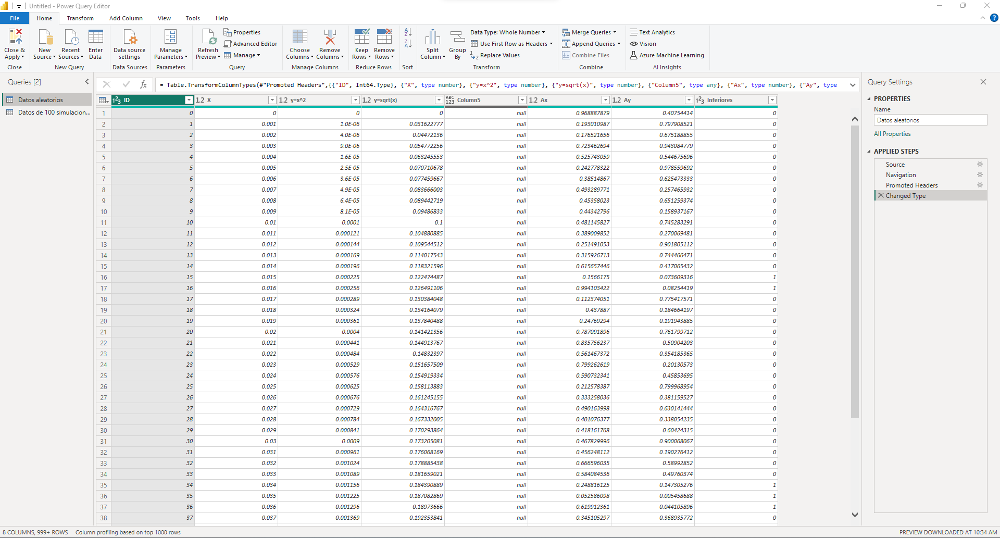 Untitled - Power Query Editor
File Home Transform Add Column View Tools Help
Close & Apply
New Source
Recent Sources
Enter Data
Data source settings
Manage Parameters
Refresh Preview
Properties
Advanced Editor
Manage
Choose Columns
Remove Columns
Keep Rows
Remove Rows
Split Column
Group By
Data Type: Whole Number
Use First Row as Headers
Replace Values
Merge Queries
Append Queries
Combine Files
Text Analytics
Vision
Azure Machine Learning
Close New Query Data Sources Parameters Query Manage Columns Reduce Rows Sort Transform Combine AI Insights
Queries [2]
Datos aleatorios
Datos de 100 simulacion...
= Table.TransformColumnTypes(#"Promoted Headers",{{"ID", Int64.Type}, {"X", type number}, {"y=x^2", type number}, {"y=sqrt(x)", type number}, {"Column5", type any}, {"Ax", type number}, {"Ay", type
123 ID 1.2 X 1.2 y=x^2 1.2 y=sqrt(x) ABC 123 Column5 1.2 Ax 1.2 Ay 123 Inferiores
1 0 0 0 0 null 0.968887879 0.40754414 0
2 1 0.001 1.0E-06 0.031622777 null 0.193010987 0.797908521 0
3 2 0.002 4.0E-06 0.04472136 null 0.176521656 0.675188855 0
4 3 0.003 9.0E-06 0.054772256 null 0.723462694 0.943084779 0
5 4 0.004 1.6E-05 0.063245553 null 0.525743059 0.544675696 0
6 5 0.005 2.5E-05 0.070710678 null 0.242778322 0.978559692 0
7 6 0.006 3.6E-05 0.077459667 null 0.38514867 0.625473333 0
8 7 0.007 4.9E-05 0.083666003 null 0.493289771 0.257465932 0
9 8 0.008 6.4E-05 0.089442719 null 0.45358023 0.651259374 0
10 9 0.009 8.1E-05 0.09486833 null 0.44342796 0.158937167 0
11 10 0.01 0.0001 0.1 null 0.481145827 0.745283291 0
12 11 0.011 0.000121 0.104880885 null 0.389009852 0.270069481 0
13 12 0.012 0.000144 0.109544512 null 0.251491053 0.901805112 0
14 13 0.013 0.000169 0.114017543 null 0.315926713 0.744466471 0
15 14 0.014 0.000196 0.118321596 null 0.615657446 0.417065432 0
16 15 0.015 0.000225 0.122474487 null 0.1566175 0.073609316 1
17 16 0.016 0.000256 0.126491106 null 0.994103422 0.08254419 1
18 17 0.017 0.000289 0.130384048 null 0.112374051 0.775417571 0
19 18 0.018 0.000324 0.134164079 null 0.437887 0.184664197 0
20 19 0.019 0.000361 0.137840488 null 0.24769294 0.191943885 0
21 20 0.02 0.0004 0.141421356 null 0.787091896 0.761799712 0
22 21 0.021 0.000441 0.144913767 null 0.835756237 0.50904203 0
23 22 0.022 0.000484 0.14832397 null 0.561467372 0.354185365 0
24 23 0.023 0.000529 0.151657509 null 0.799262619 0.20130573 0
25 24 0.024 0.000576 0.154919334 null 0.590732341 0.45853695 0
26 25 0.025 0.000625 0.158113883 null 0.212578387 0.799968954 0
27 26 0.026 0.000676 0.161245155 null 0.333258036 0.381159527 0
28 27 0.027 0.000729 0.164316767 null 0.490163998 0.630141444 0
29 28 0.028 0.000784 0.167332005 null 0.401076377 0.338054235 0
30 29 0.029 0.000841 0.170293864 null 0.418161768 0.60424315 0
31 30 0.03 0.0009 0.173205081 null 0.467829996 0.900068067 0
32 31 0.031 0.000961 0.176068169 null 0.456248112 0.190276412 0
33 32 0.032 0.001024 0.178885438 null 0.666596035 0.58992852 0
34 33 0.033 0.001089 0.181659021 null 0.584084536 0.49760374 0
35 34 0.034 0.001156 0.184390889 null 0.248816125 0.147305276 1
36 35 0.035 0.001225 0.187082869 null 0.052586098 0.005458688 1
37 36 0.036 0.001296 0.18973666 null 0.619912361 0.044105896 1
38 37 0.037 0.001369 0.192353841 null 0.345105297 0.368935772 0
Query Settings
PROPERTIES
Name
Datos aleatorios
All Properties
APPLIED STEPS
Source
Navigation
Promoted Headers
Changed Type
8 COLUMNS, 999+ ROWS Column profiling based on top 1000 rows
PREVIEW DOWNLOADED AT 10:34 AM